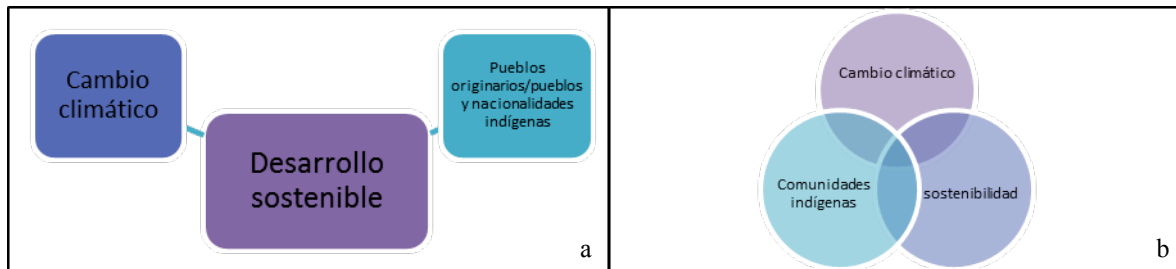 Cambio
climático
Desarrollo
sostenible
Pueblos
originarios/pueblos
y nacionalidades
indígenas
a
Cambio climático
Comunidades
indígenas
sostenibilidad
b